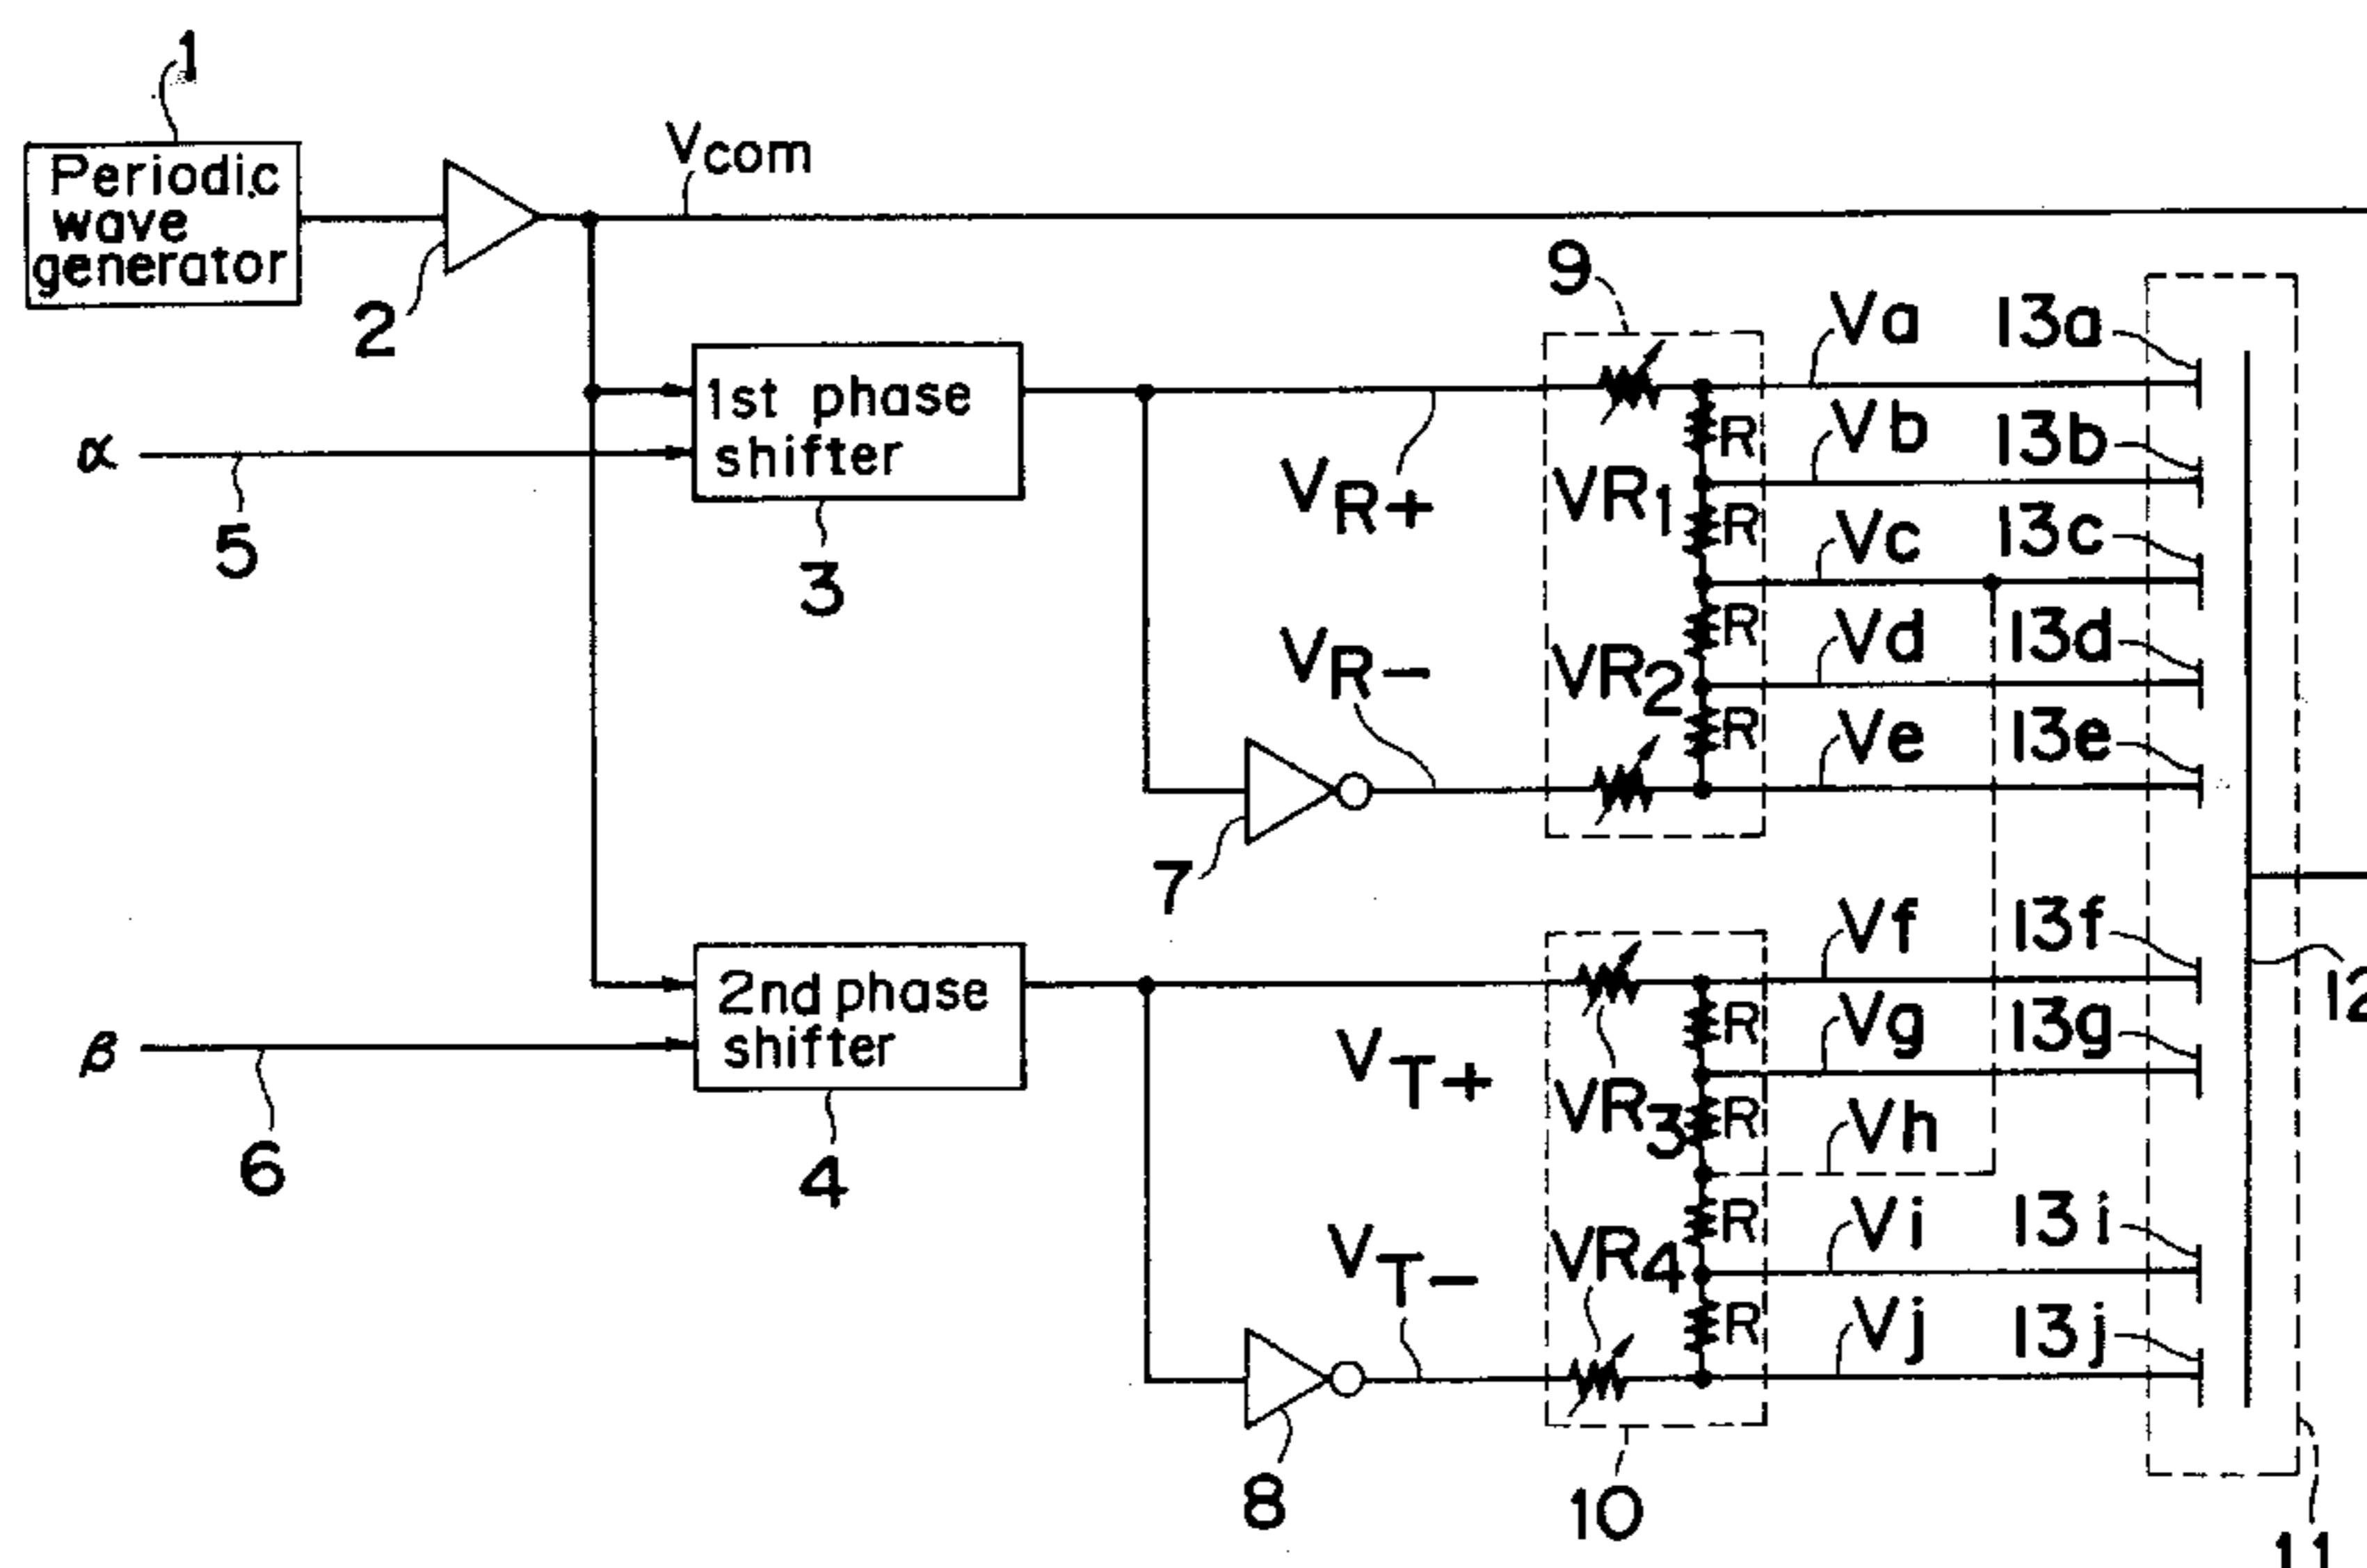 1
Periodic
wave
generator
2
Vcom
α
5
1st phase
shifter
3
β
6
2nd phase
shifter
4
VR+
VR−
7
VT+
VT−
8
9
VR1
VR2
R
R
R
R
Va
Vb
Vc
Vd
Ve
13a
13b
13c
13d
13e
10
VR3
VR4
R
R
R
R
Vf
Vg
Vh
Vi
Vj
13f
13g
13i
13j
12
11